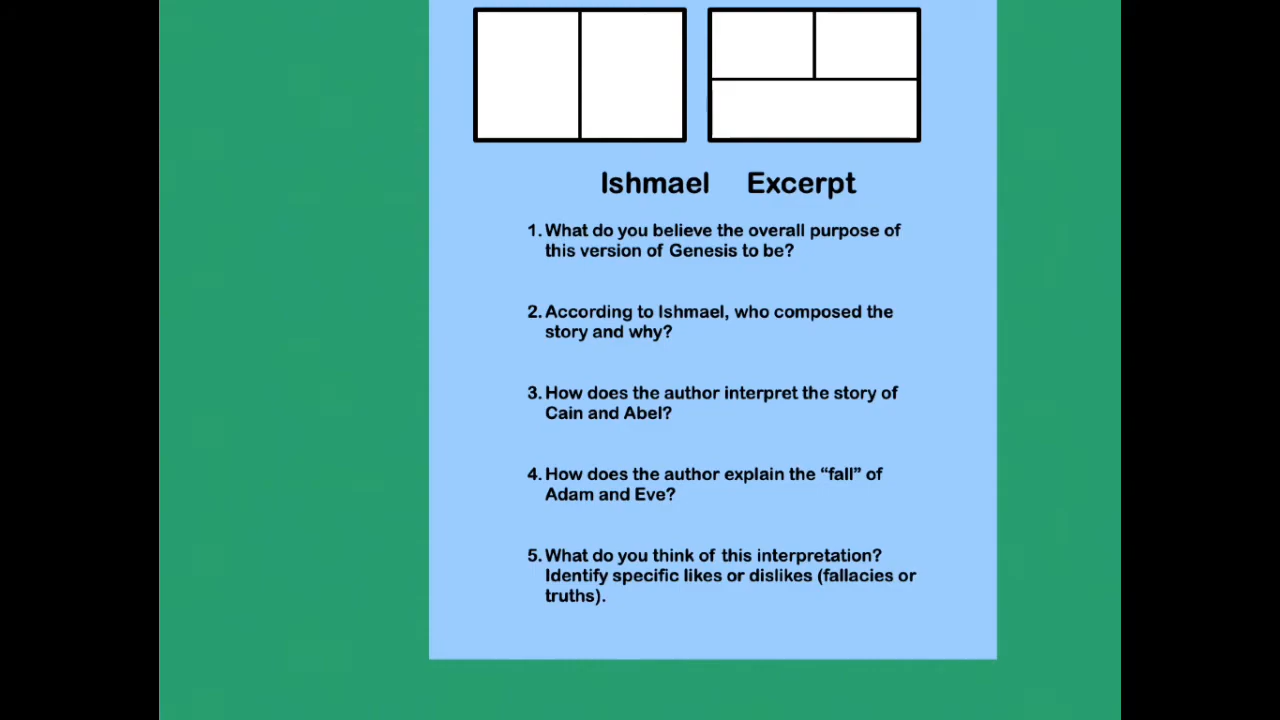 Ishmael Excerpt
1. What do you believe the overall purpose of
this version of Genesis to be?
2. According to Ishmael, who composed the
story and why?
3. How does the author interpret the story of
Cain and Abel?
4. How does the author explain the “fall” of
Adam and Eve?
5. What do you think of this interpretation?
Identify specific likes or dislikes (fallacies or
truths).